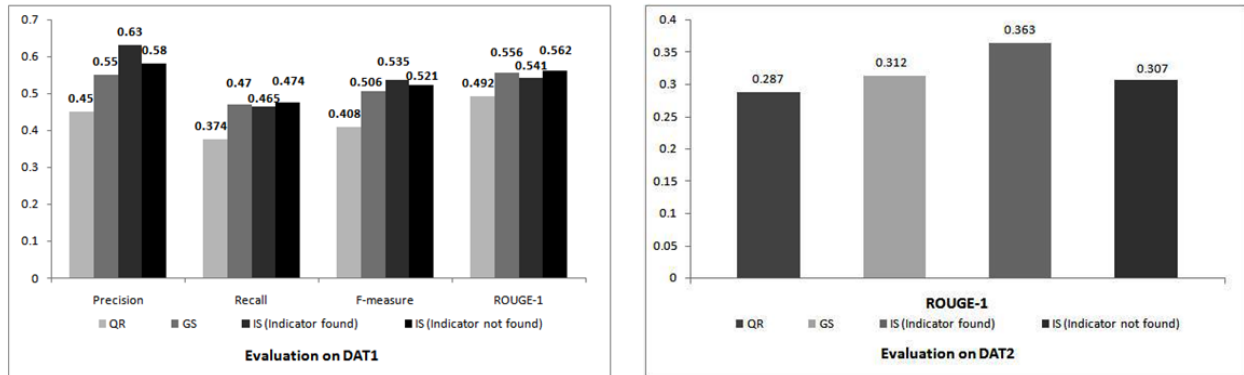 0.7
0.6
0.5
0.4
0.3
0.2
0.1
0
0.45
0.55
0.63
0.58
0.374
0.47
0.465
0.474
0.408
0.506
0.535
0.521
0.492
0.556
0.541
0.562
Precision
Recall
F-measure
ROUGE-1
QR
GS
IS (Indicator found)
IS (Indicator not found)
Evaluation on DAT1
0.4
0.35
0.3
0.25
0.2
0.15
0.1
0.05
0
0.287
0.312
0.363
0.307
ROUGE-1
QR
GS
IS (Indicator found)
IS (Indicator not found)
Evaluation on DAT2